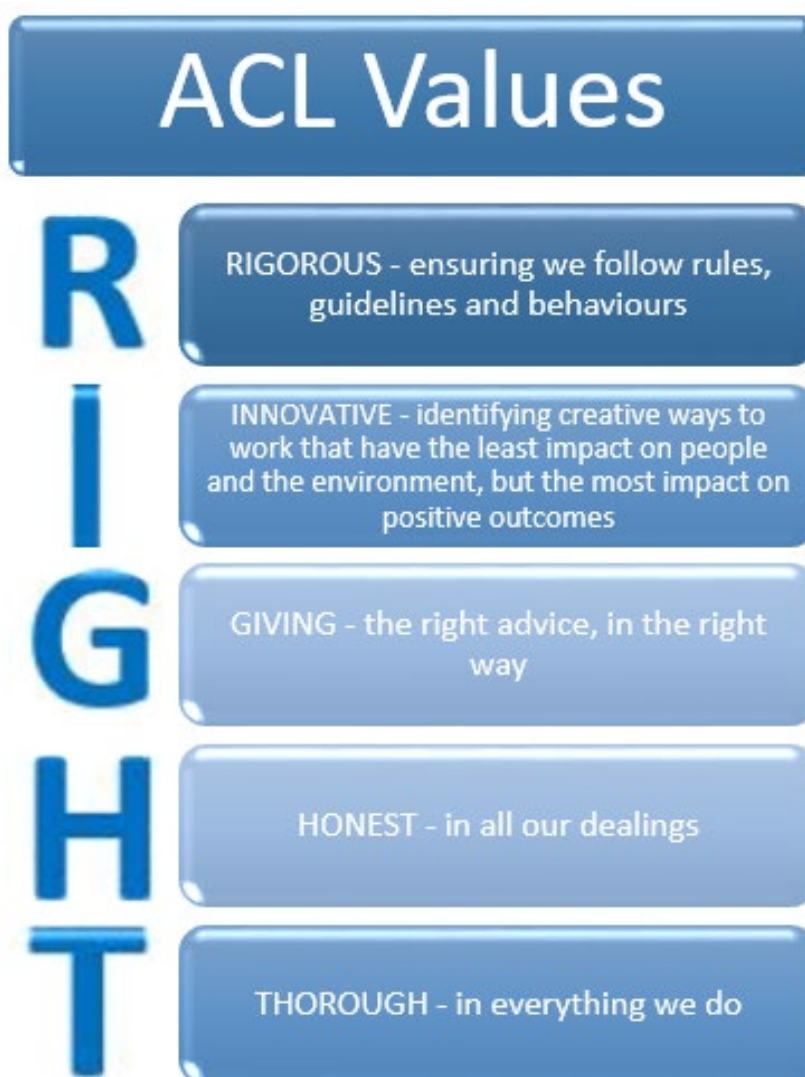 ACL Values
R
RIGOROUS - ensuring we follow rules,
guidelines and behaviours
I
INNOVATIVE - identifying creative ways to
work that have the least impact on people
and the environment, but the most impact on
positive outcomes
G
GIVING - the right advice, in the right
way
H
HONEST - in all our dealings
T
THOROUGH - in everything we do